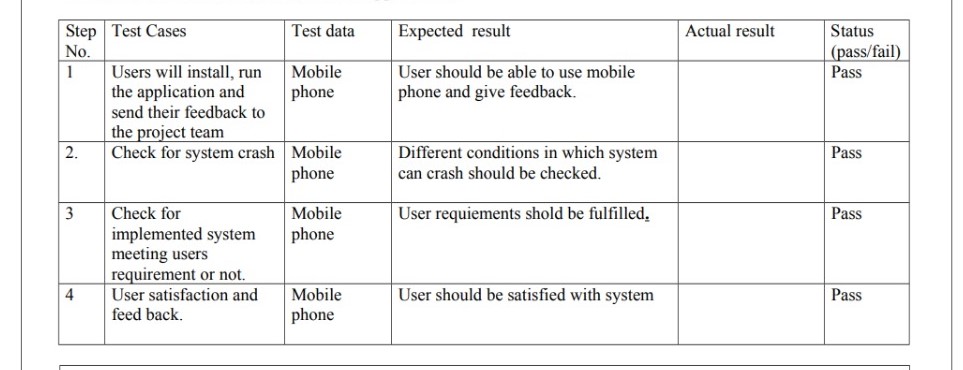 Step No. Test Cases Test data Expected result Actual result Status (pass/fail)
1 Users will install, run the application and send their feedback to the project team Mobile phone User should be able to use mobile phone and give feedback. Pass
2. Check for system crash Mobile phone Different conditions in which system can crash should be checked. Pass
3 Check for implemented system meeting users requirement or not. Mobile phone User requiements shold be fulfilled. Pass
4 User satisfaction and feed back. Mobile phone User should be satisfied with system Pass